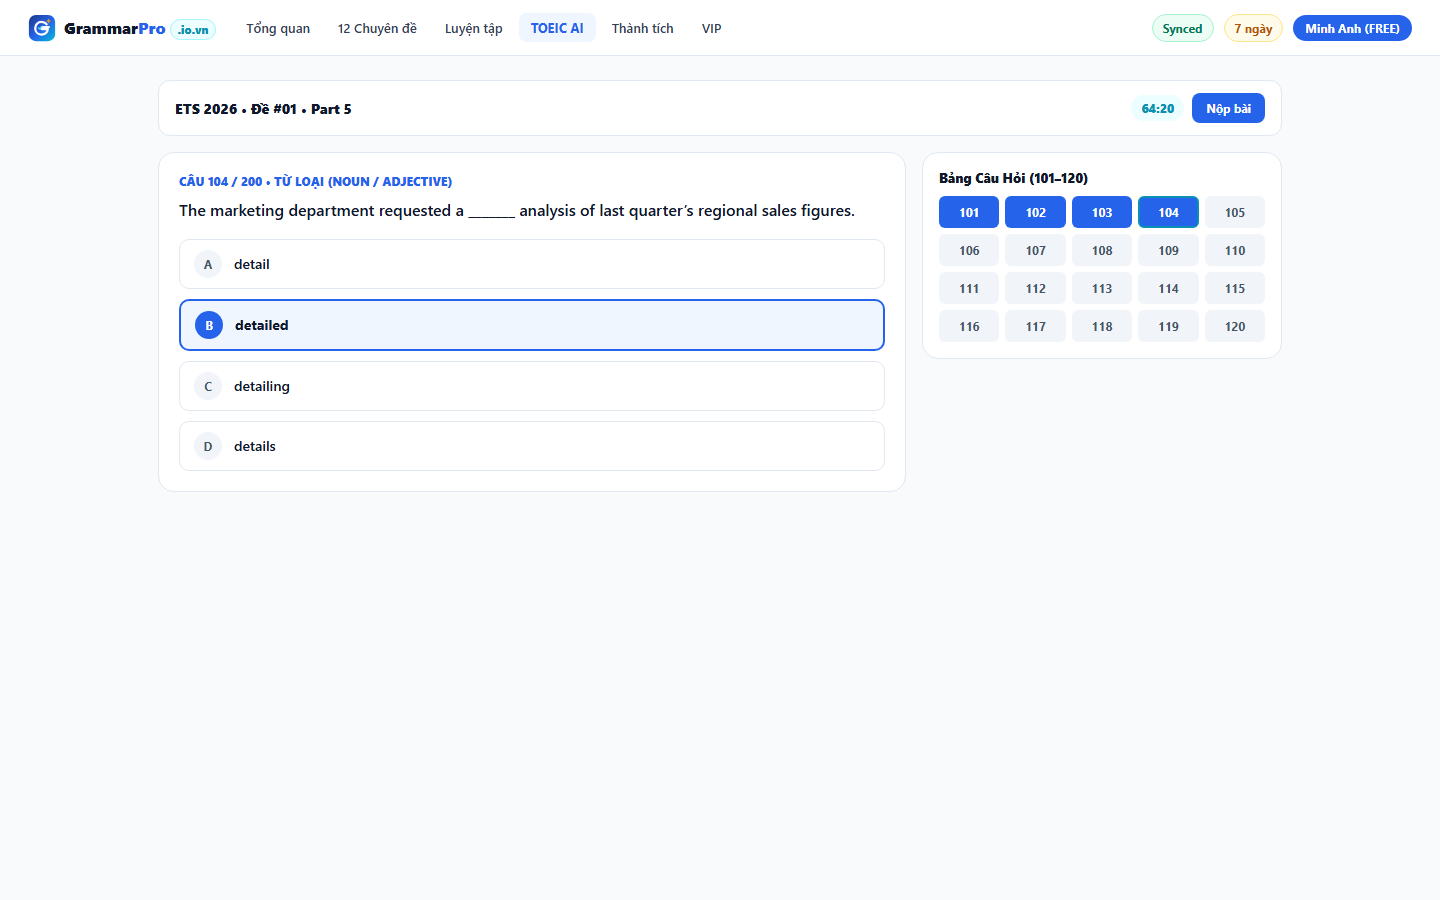 GrammarPro .io.vn Tổng quan 12 Chuyên đề Luyện tập TOEIC AI Thành tích VIP Synced 7 ngày Minh Anh (FREE)
ETS 2026 • Đề #01 • Part 5 64:20 Nộp bài
CÂU 104 / 200 • TỪ LOẠI (NOUN / ADJECTIVE)
The marketing department requested a _______ analysis of last quarter’s regional sales figures.
A detail
B detailed
C detailing
D details
Bảng Câu Hỏi (101–120)
101 102 103 104 105
106 107 108 109 110
111 112 113 114 115
116 117 118 119 120